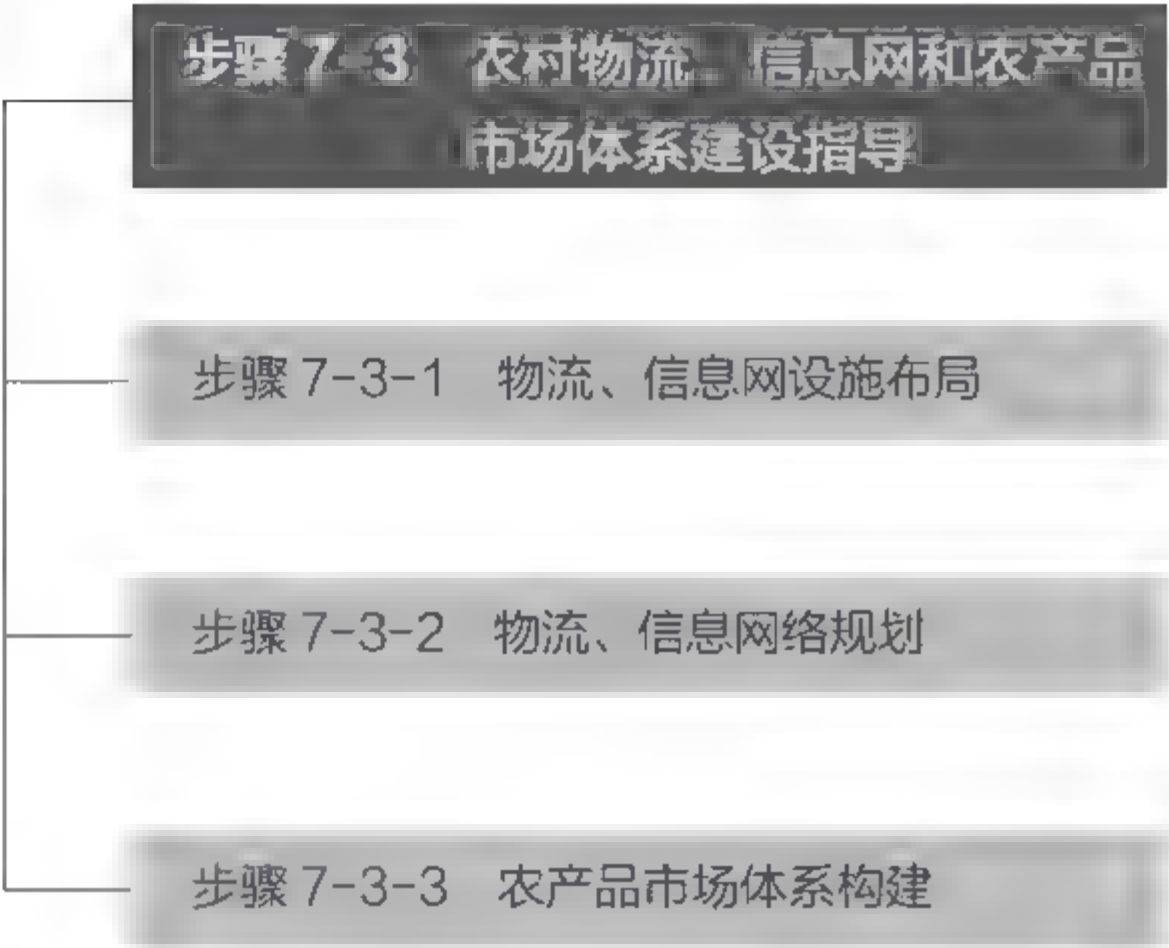 步骤 7-3 农村物流、信息网和农产品
市场体系建设指导
步骤 7-3-1 物流、信息网设施布局
步骤 7-3-2 物流、信息网络规划
步骤 7-3-3 农产品市场体系构建